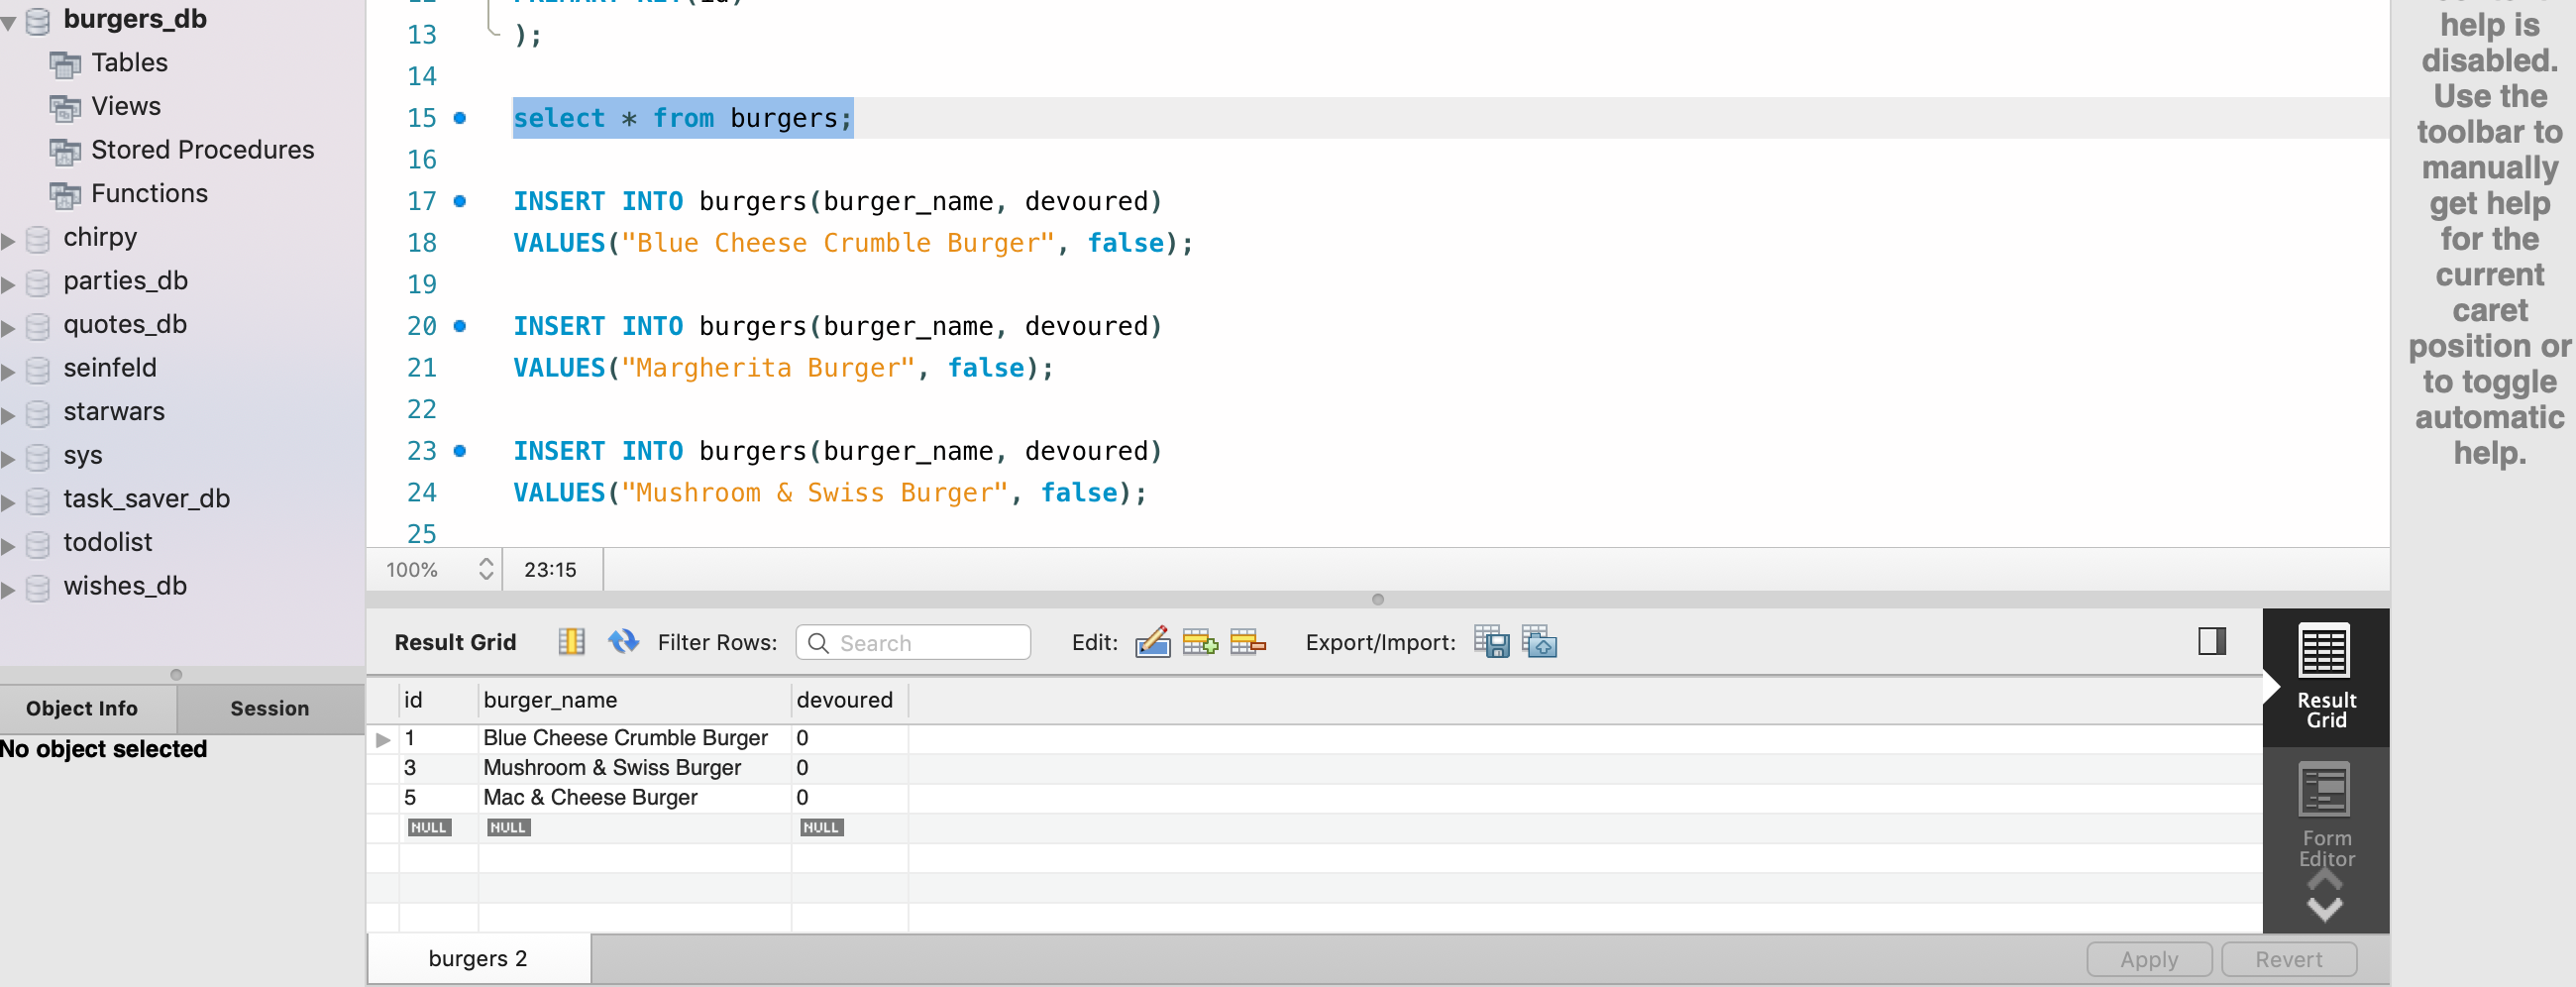 burgers_db
Tables
Views
Stored Procedures
Functions
chirpy
parties_db
quotes_db
seinfeld
starwars
sys
task_saver_db
todolist
wishes_db
Object Info Session
No object selected
13 );
14
15 select * from burgers;
16
17 INSERT INTO burgers(burger_name, devoured)
18 VALUES("Blue Cheese Crumble Burger", false);
19
20 INSERT INTO burgers(burger_name, devoured)
21 VALUES("Margherita Burger", false);
22
23 INSERT INTO burgers(burger_name, devoured)
24 VALUES("Mushroom & Swiss Burger", false);
25
100% 23:15
Result Grid Filter Rows: Search Edit: Export/Import:
id burger_name devoured
1 Blue Cheese Crumble Burger 0
3 Mushroom & Swiss Burger 0
5 Mac & Cheese Burger 0
NULL NULL NULL
burgers 2
Apply Revert
Result
Grid
Form
Editor
help is
disabled.
Use the
toolbar to
manually
get help
for the
current
caret
position or
to toggle
automatic
help.